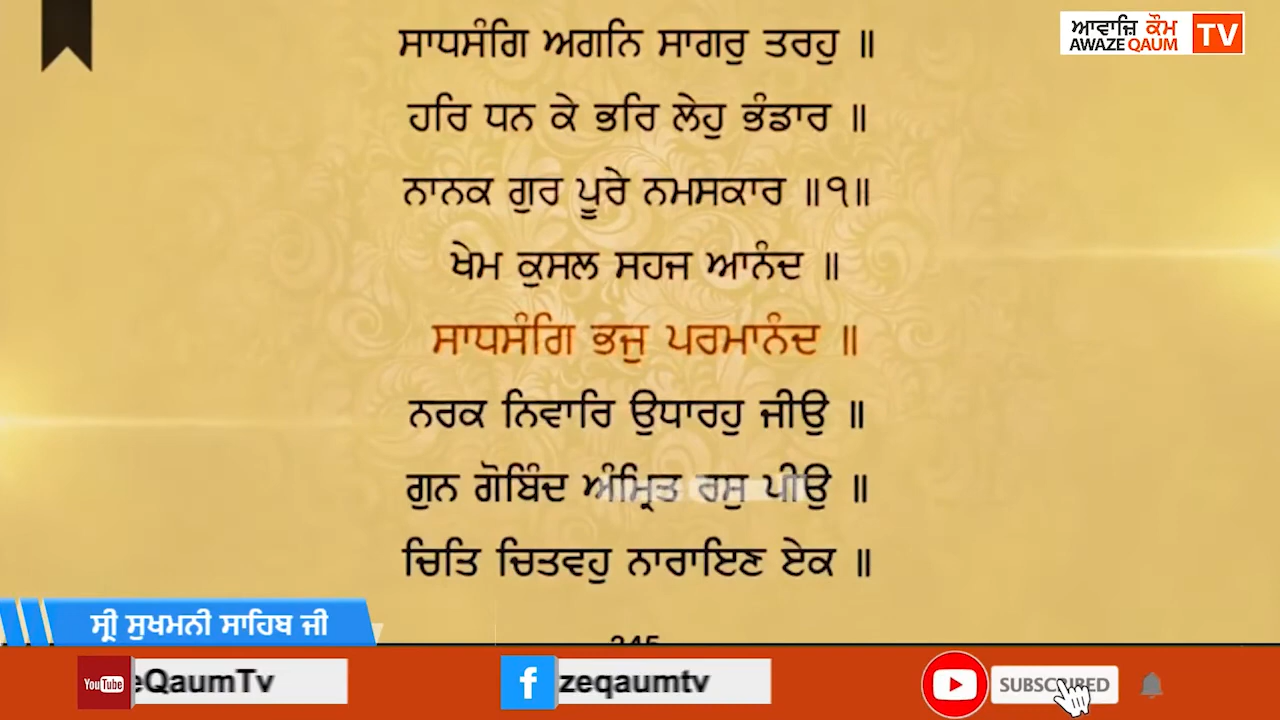 ਆਵਾਜ਼ਿ ਕੌਮ
AWAZE QAUM TV
ਸਾਧਸੰਗਿ ਅਗਨਿ ਸਾਗਰੁ ਤਰਹੁ ॥
ਹਰਿ ਧਨ ਕੇ ਭਰਿ ਲੇਹੁ ਭੰਡਾਰ ॥
ਨਾਨਕ ਗੁਰ ਪੂਰੇ ਨਮਸਕਾਰ ॥੧॥
ਖੇਮ ਕੁਸਲ ਸਹਜ ਆਨੰਦ ॥
ਸਾਧਸੰਗਿ ਭਜੁ ਪਰਮਾਨੰਦ ॥
ਨਰਕ ਨਿਵਾਰਿ ਉਧਾਰਹੁ ਜੀਉ ॥
ਗੁਨ ਗੋਬਿੰਦ ਅੰਮ੍ਰਿਤ ਰਸੁ ਪੀਉ ॥
ਚਿਤਿ ਚਿਤਵਹੁ ਨਾਰਾਇਣ ਏਕ ॥
ਸ੍ਰੀ ਸੁਖਮਨੀ ਸਾਹਿਬ ਜੀ
YouTube eQaumTv
f zeqaumtv
SUBSCRIBED